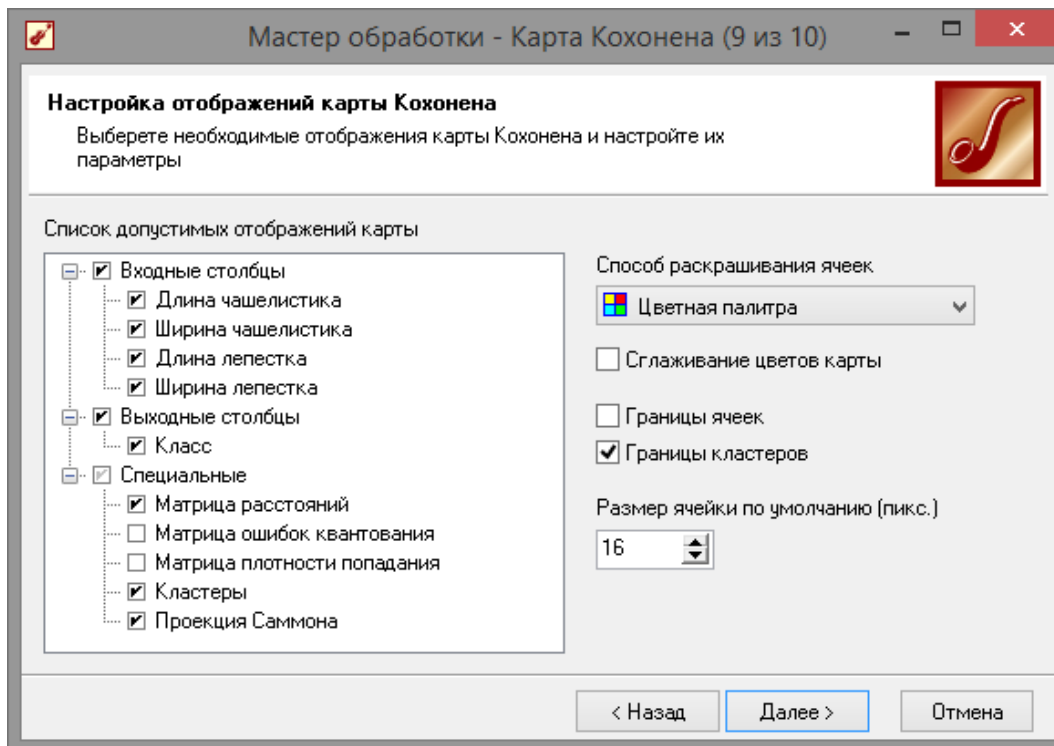 Мастер обработки - Карта Кохонена (9 из 10)
Настройка отображений карты Кохонена
Выберете необходимые отображения карты Кохонена и настройте их
параметры
Список допустимых отображений карты
Входные столбцы
Длина чашелистика
Ширина чашелистика
Длина лепестка
Ширина лепестка
Выходные столбцы
Класс
Специальные
Матрица расстояний
Матрица ошибок квантования
Матрица плотности попадания
Кластеры
Проекция Саммона
Способ раскрашивания ячеек
Цветная палитра
Сглаживание цветов карты
Границы ячеек
Границы кластеров
Размер ячейки по умолчанию (пикс.)
16
< Назад
Далее >
Отмена